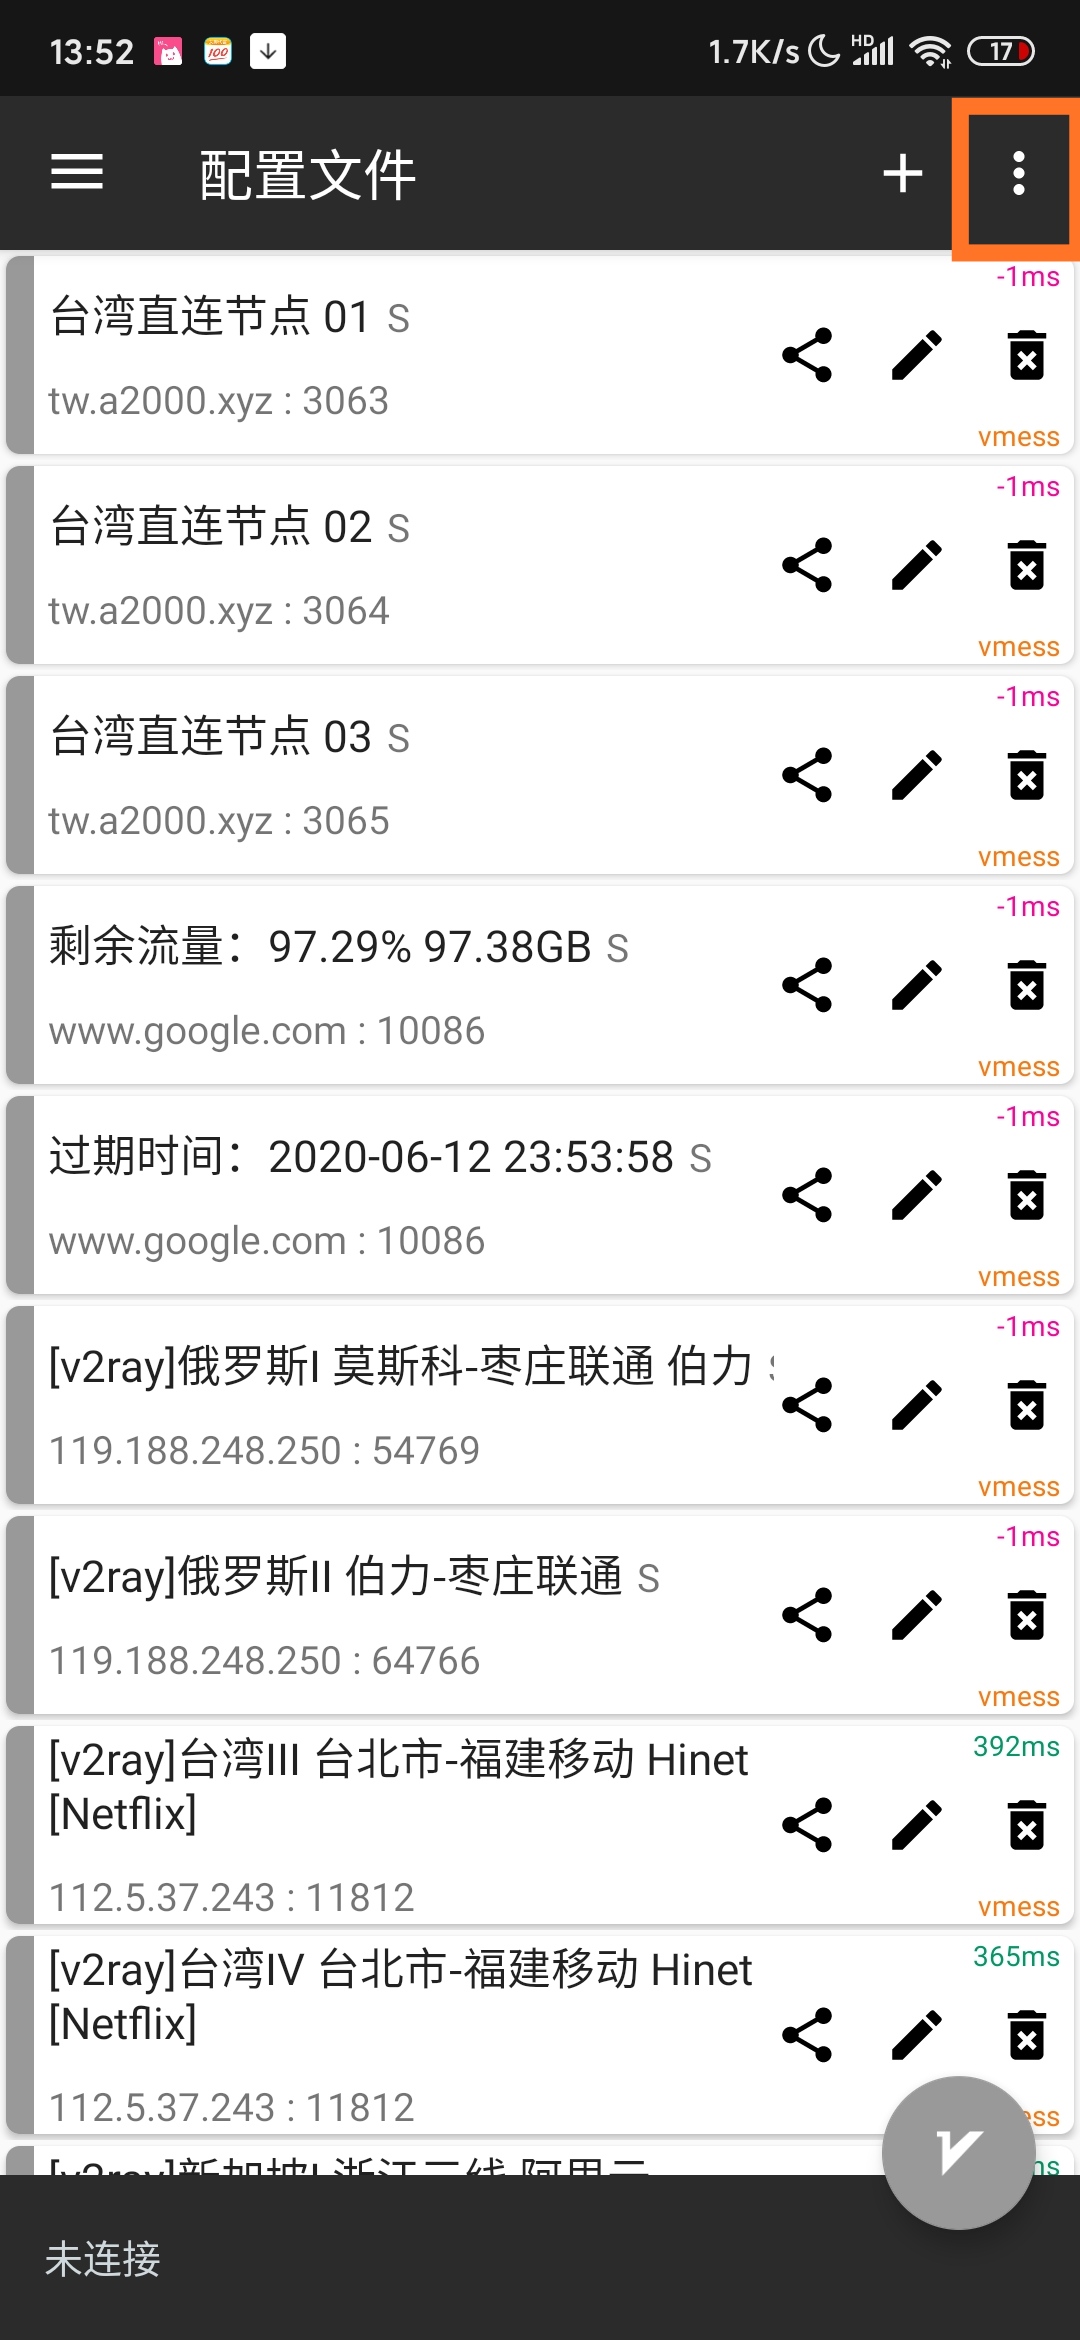 13:52
1.7K/s HD 17
配置文件
-1ms
台湾直连节点 01 S
tw.a2000.xyz : 3063
vmess
-1ms
台湾直连节点 02 S
tw.a2000.xyz : 3064
vmess
-1ms
台湾直连节点 03 S
tw.a2000.xyz : 3065
vmess
-1ms
剩余流量：97.29% 97.38GB S
www.google.com : 10086
vmess
-1ms
过期时间：2020-06-12 23:53:58 S
www.google.com : 10086
vmess
-1ms
[v2ray]俄罗斯I 莫斯科-枣庄联通 伯力
119.188.248.250 : 54769
vmess
-1ms
[v2ray]俄罗斯II 伯力-枣庄联通 S
119.188.248.250 : 64766
vmess
392ms
[v2ray]台湾III 台北市-福建移动 Hinet
[Netflix]
112.5.37.243 : 11812
vmess
365ms
[v2ray]台湾IV 台北市-福建移动 Hinet
[Netflix]
112.5.37.243 : 11812
未连接